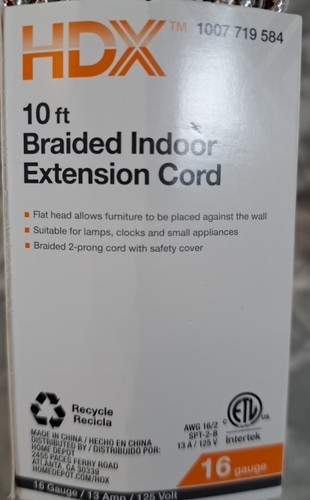 HDX™ 1007 719 584
10 ft
Braided Indoor
Extension Cord
Flat head allows furniture to be placed against the wall
Suitable for lamps, clocks and small appliances
Braided 2-prong cord with safety cover
Recycle
Recicla
MADE IN CHINA / HECHO EN CHINA
DISTRIBUTED BY / DISTRIBUIDO POR:
HOME DEPOT
2455 PACES FERRY ROAD
ATLANTA, GA 30339
HOMEDEPOT.COM/HDX
AWG 16/2
SPT-2-B
13 A / 125 V
c ETL us
Intertek
16 gauge
16 Gauge / 13 Amp / 125 Volt